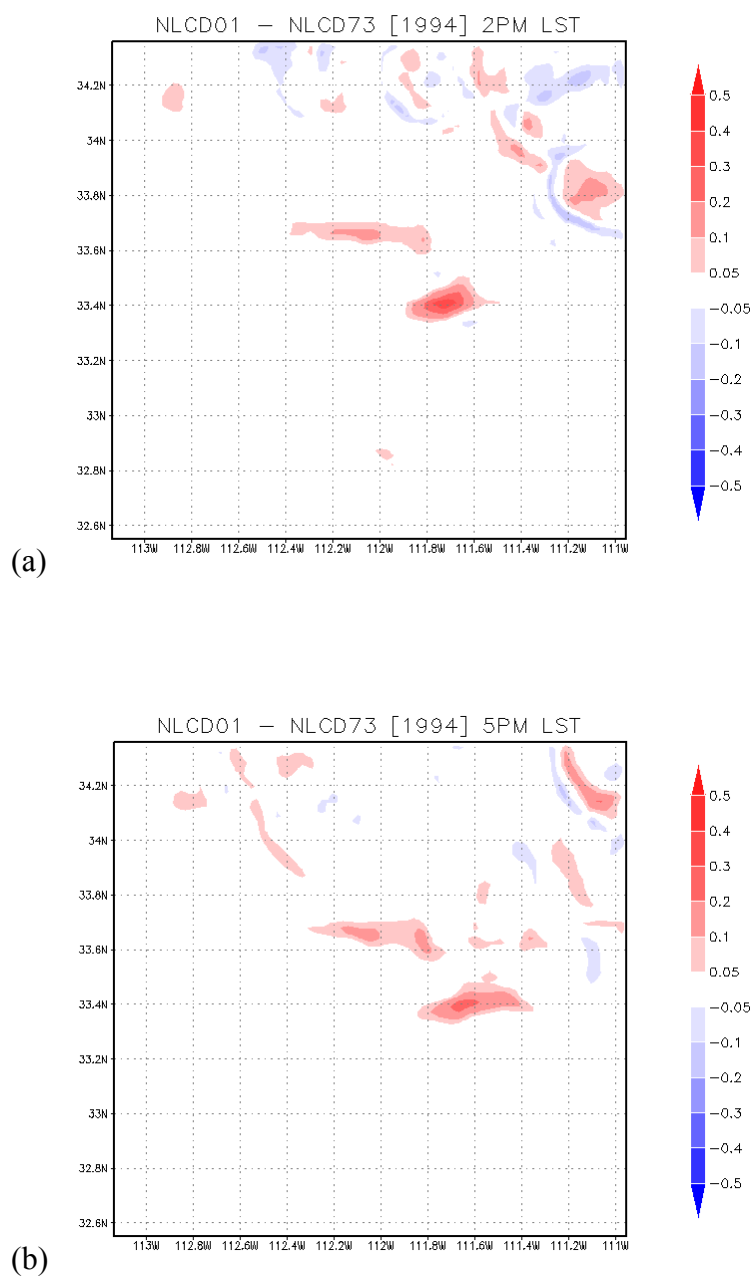 NLCD01 – NLCD73 [1994] 2PM LST
34.2N
34N
33.8N
33.6N
33.4N
33.2N
33N
32.8N
32.6N
113W 112.8W 112.6W 112.4W 112.2W 112W 111.8W 111.6W 111.4W 111.2W 111W
0.5
0.4
0.3
0.2
0.1
0.05
−0.05
−0.1
−0.2
−0.3
−0.4
−0.5
(a)
NLCD01 – NLCD73 [1994] 5PM LST
34.2N
34N
33.8N
33.6N
33.4N
33.2N
33N
32.8N
32.6N
113W 112.8W 112.6W 112.4W 112.2W 112W 111.8W 111.6W 111.4W 111.2W 111W
0.5
0.4
0.3
0.2
0.1
0.05
−0.05
−0.1
−0.2
−0.3
−0.4
−0.5
(b)